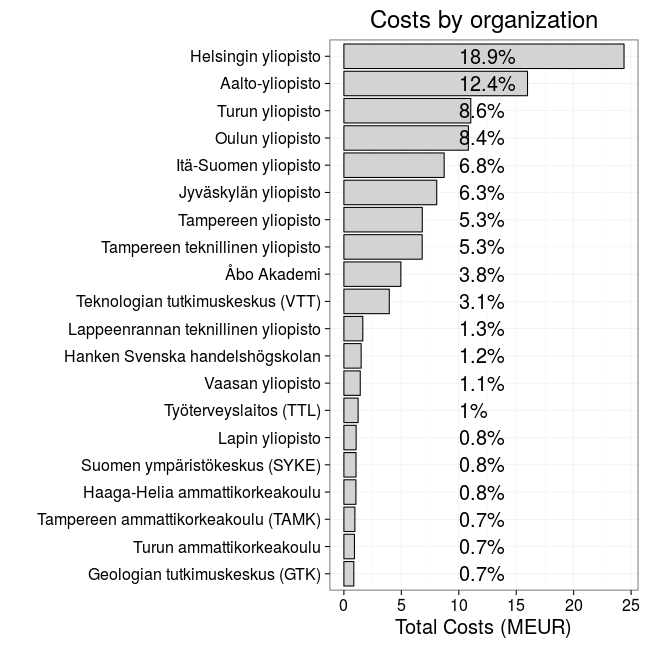 Costs by organization
Helsingin yliopisto 18.9%
Aalto-yliopisto 12.4%
Turun yliopisto 8.6%
Oulun yliopisto 8.4%
Itä-Suomen yliopisto 6.8%
Jyväskylän yliopisto 6.3%
Tampereen yliopisto 5.3%
Tampereen teknillinen yliopisto 5.3%
Åbo Akademi 3.8%
Teknologian tutkimuskeskus (VTT) 3.1%
Lappeenrannan teknillinen yliopisto 1.3%
Hanken Svenska handelshögskolan 1.2%
Vaasan yliopisto 1.1%
Työterveyslaitos (TTL) 1%
Lapin yliopisto 0.8%
Suomen ympäristökeskus (SYKE) 0.8%
Haaga-Helia ammattikorkeakoulu 0.8%
Tampereen ammattikorkeakoulu (TAMK) 0.7%
Turun ammattikorkeakoulu 0.7%
Geologian tutkimuskeskus (GTK) 0.7%
0 5 10 15 20 25
Total Costs (MEUR)